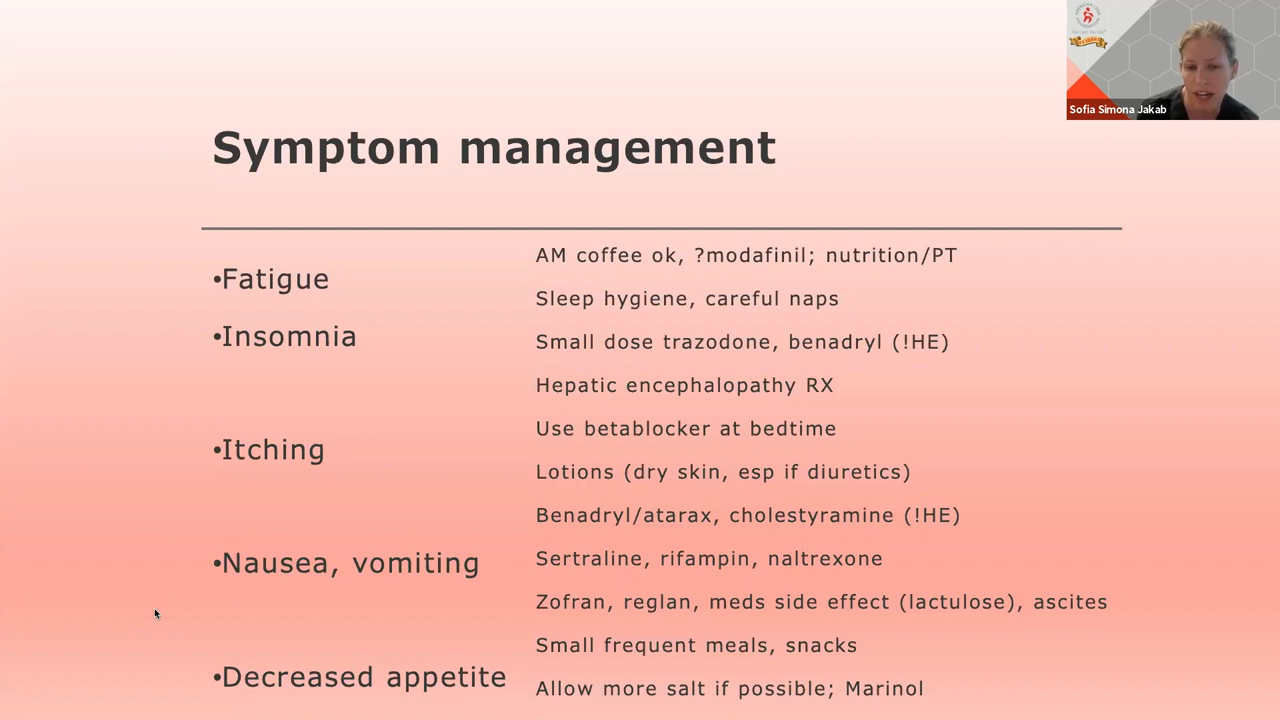 Sofia Simona Jakab
Symptom management
•Fatigue
•Insomnia
•Itching
•Nausea, vomiting
•Decreased appetite
AM coffee ok, ?modafinil; nutrition/PT
Sleep hygiene, careful naps
Small dose trazodone, benadryl (!HE)
Hepatic encephalopathy RX
Use betablocker at bedtime
Lotions (dry skin, esp if diuretics)
Benadryl/atarax, cholestyramine (!HE)
Sertraline, rifampin, naltrexone
Zofran, reglan, meds side effect (lactulose), ascites
Small frequent meals, snacks
Allow more salt if possible; Marinol